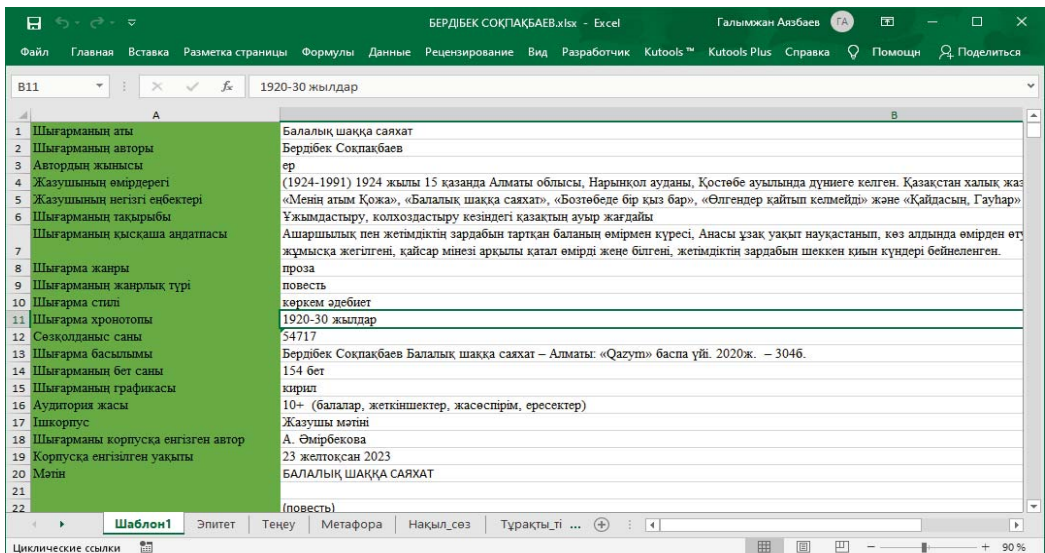 БЕРДІБЕК СОҚПАҚБАЕВ.xlsx - Excel
Галымжан Аязбаев ГА
Файл Главная Вставка Разметка страницы Формулы Данные Рецензирование Вид Разработчик Kutools ™ Kutools Plus Справка Помощн Поделиться
B11 fx 1920-30 жылдар
A B
1 Шығарманың аты Балалық шаққа саяхат
2 Шығарманың авторы Бердібек Соқпақбаев
3 Автордың жынысы ер
4 Жазушының өмірдерегі (1924-1991) 1924 жылы 15 қазанда Алматы облысы, Нарынқол ауданы, Қостөбе ауылында дүниеге келген. Қазақстан халық жаз
5 Жазушының негізгі еңбектері «Менің атым Қожа», «Балалық шаққа саяхат», «Бозтөбеде бір қыз бар», «Өлгендер қайтып келмейді» және «Қайдасың, Гауһар»
6 Шығарманың тақырыбы Ұжымдастыру, колхоздастыру кезіндегі қазақтың ауыр жағдайы
Шығарманың қысқаша аңдатпасы Ашаршылық пен жетімдіктің зардабын тартқан баланың өмірмен күресі, Анасы ұзақ уақыт науқастанып, көз алдында өмірден өту
7 жұмысқа жегілгені, қайсар мінезі арқылы қатал өмірді жеңе білгені, жетімдіктің зардабын шеккен қиын күндері бейнеленген.
8 Шығарма жанры проза
9 Шығарманың жанрлық түрі повесть
10 Шығарма стилі көркем әдебиет
11 Шығарма хронотопы 1920-30 жылдар
12 Сөзқолданыс саны 54717
13 Шығарма басылымы Бердібек Соқпақбаев Балалық шаққа саяхат – Алматы: «Qazym» баспа үйі. 2020ж. – 304б.
14 Шығарманың бет саны 154 бет
15 Шығарманың графикасы кирил
16 Аудитория жасы 10+ (балалар, жеткіншектер, жасөспірім, ересектер)
17 Ішкорпус Жазушы мәтіні
18 Шығарманы корпусқа енгізген автор А. Әмірбекова
19 Корпусқа енгізілген уақыты 23 желтоқсан 2023
20 Мәтін БАЛАЛЫҚ ШАҚҚА САЯХАТ
21
22 (повесть)
Шаблон1 Эпитет Теңеу Метафора Нақыл_сөз Тұрақты_ті ...
Циклические ссылки 90 %